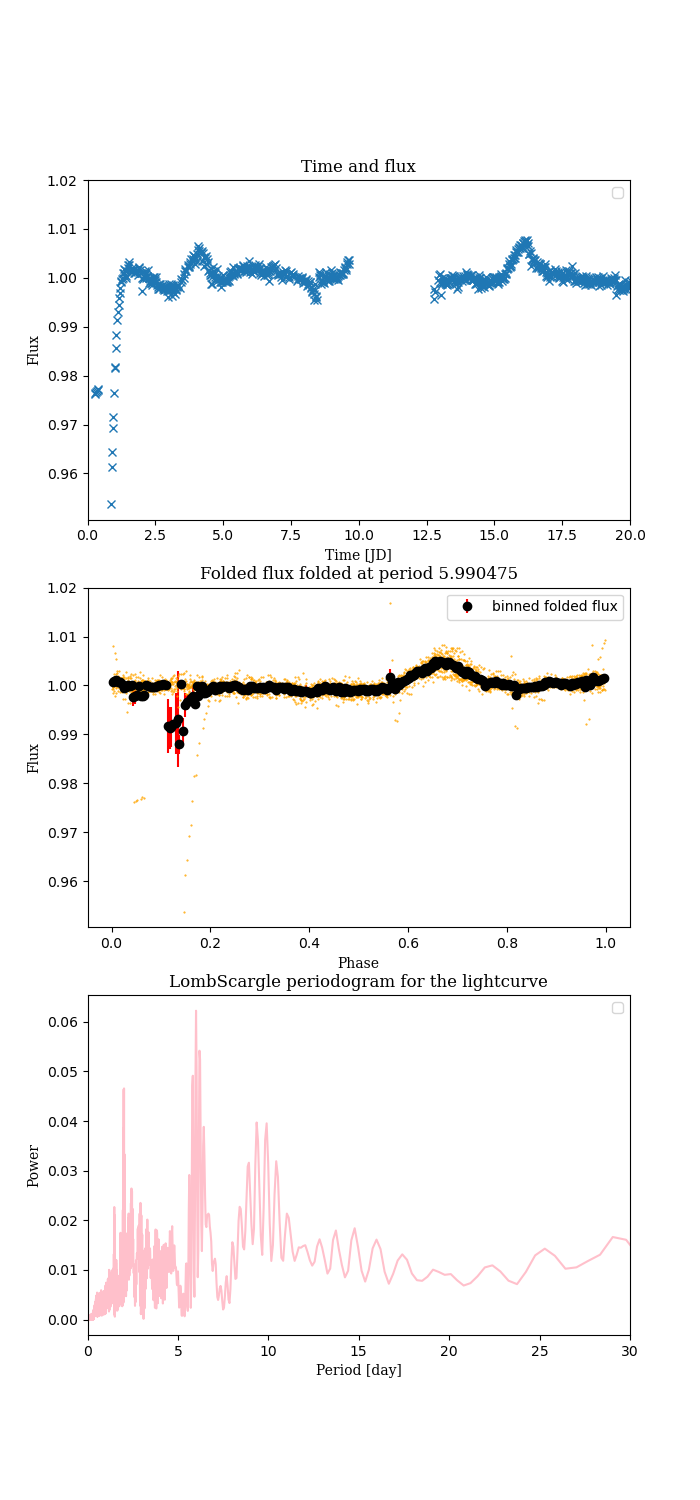 Time and flux
1.02
1.01
1.00
0.99
0.98
0.97
0.96
Flux
0.0 2.5 5.0 7.5 10.0 12.5 15.0 17.5 20.0
Time [JD]
Folded flux folded at period 5.990475
binned folded flux
1.02
1.01
1.00
0.99
0.98
0.97
0.96
Flux
0.0 0.2 0.4 0.6 0.8 1.0
Phase
LombScargle periodogram for the lightcurve
0.06
0.05
0.04
0.03
0.02
0.01
0.00
Power
0 5 10 15 20 25 30
Period [day]